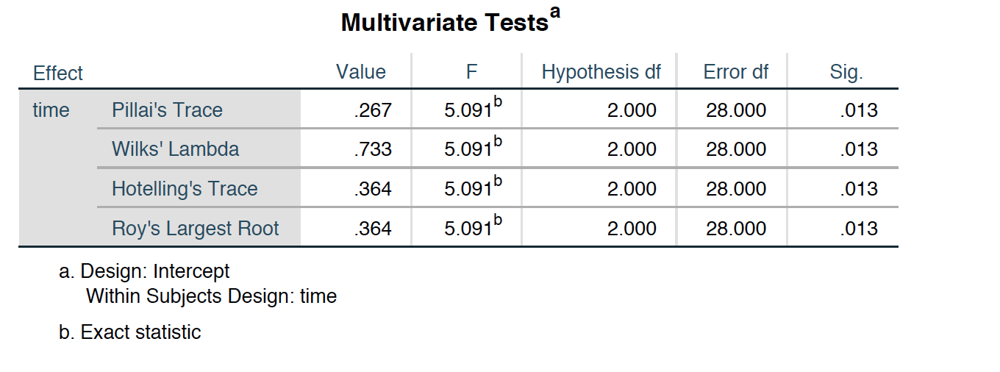 Multivariate Tests^a
Effect Value F Hypothesis df Error df Sig.
time Pillai's Trace .267 5.091^b 2.000 28.000 .013
Wilks' Lambda .733 5.091^b 2.000 28.000 .013
Hotelling's Trace .364 5.091^b 2.000 28.000 .013
Roy's Largest Root .364 5.091^b 2.000 28.000 .013
a. Design: Intercept
Within Subjects Design: time
b. Exact statistic